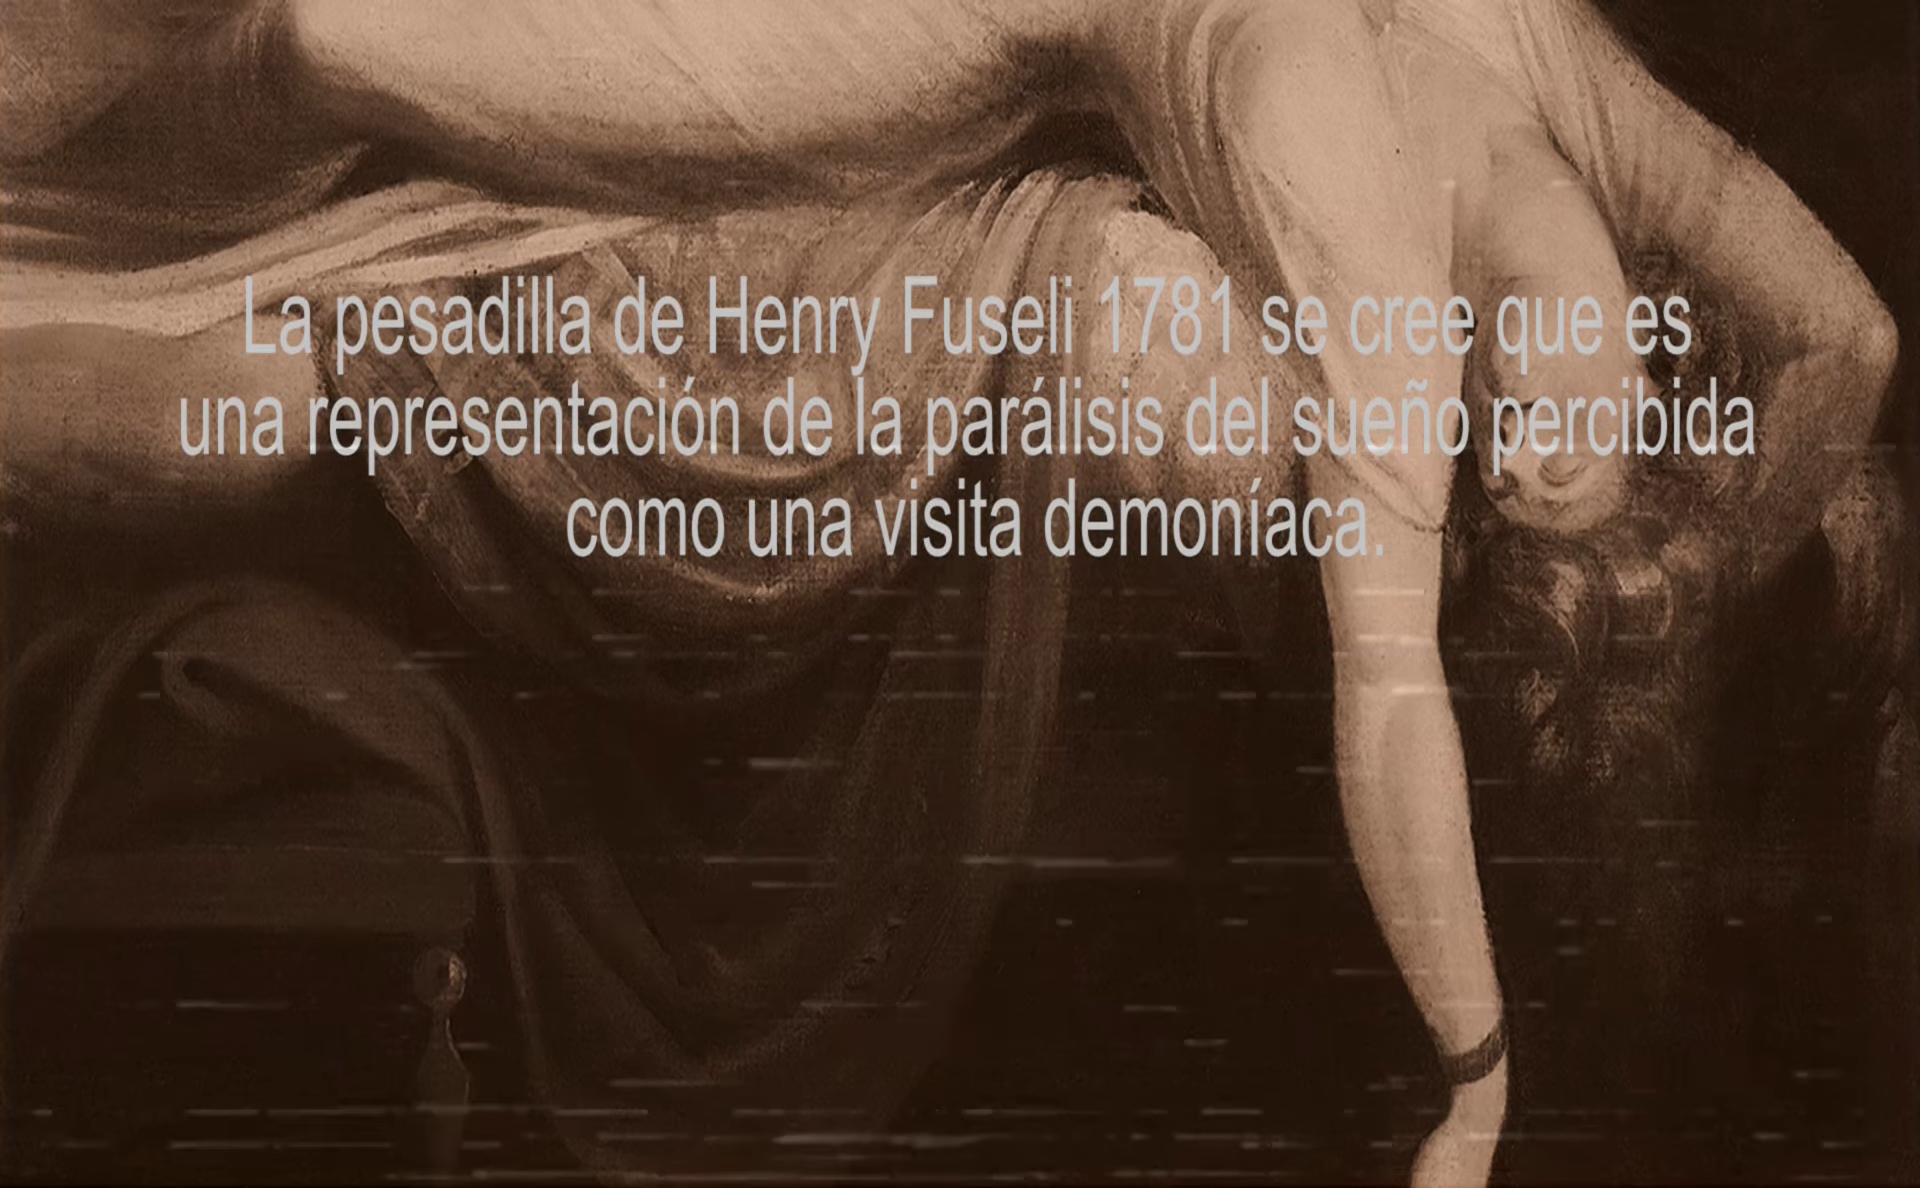 La pesadilla de Henry Fuseli 1781 se cree que es
una representación de la parálisis del sueño percibida
como una visita demoníaca.